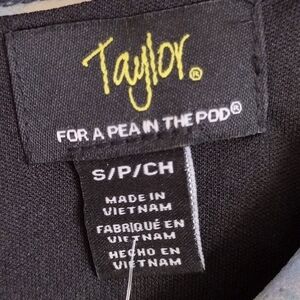 Taylor®
FOR A PEA IN THE POD®
S/P/CH
MADE IN
VIETNAM
FABRIQUÉ EN
VIETNAM
HECHO EN
VIETNAM